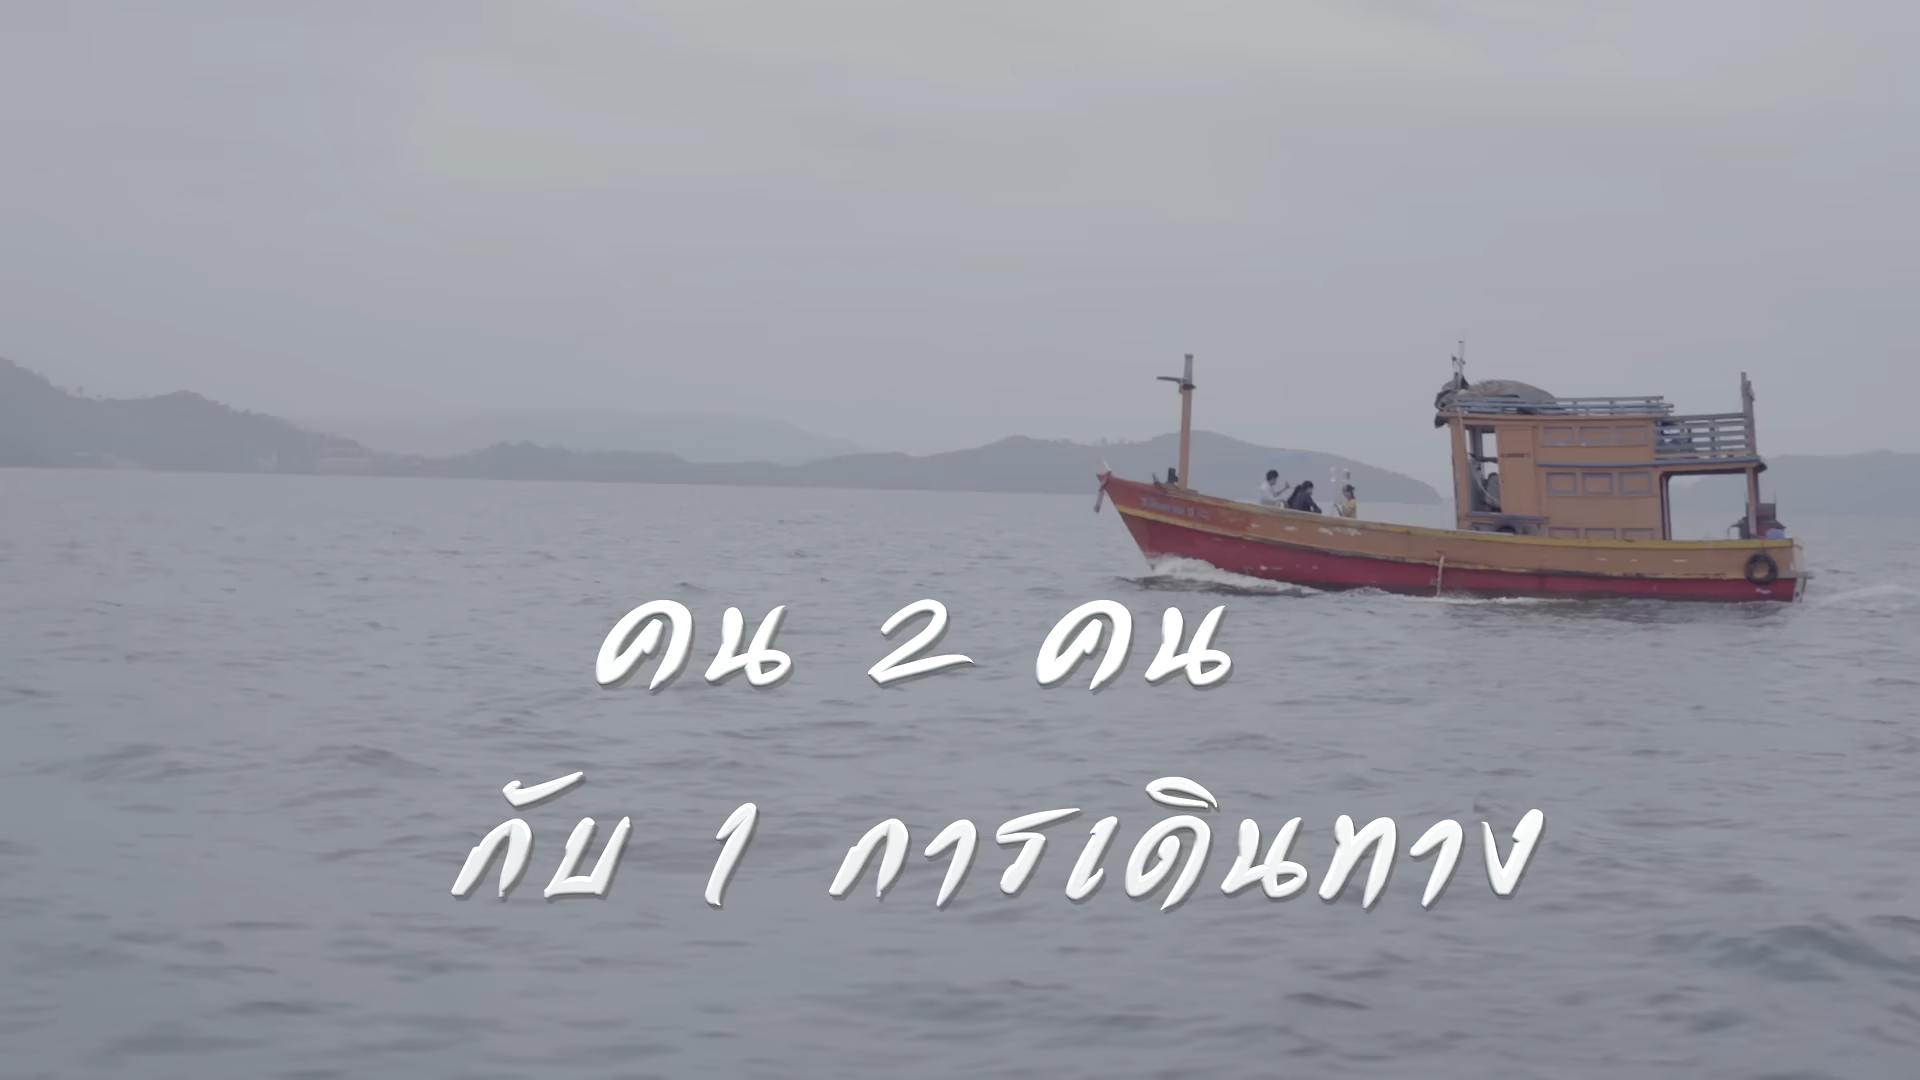 คน 2 คน
กับ 1 การเดินทาง